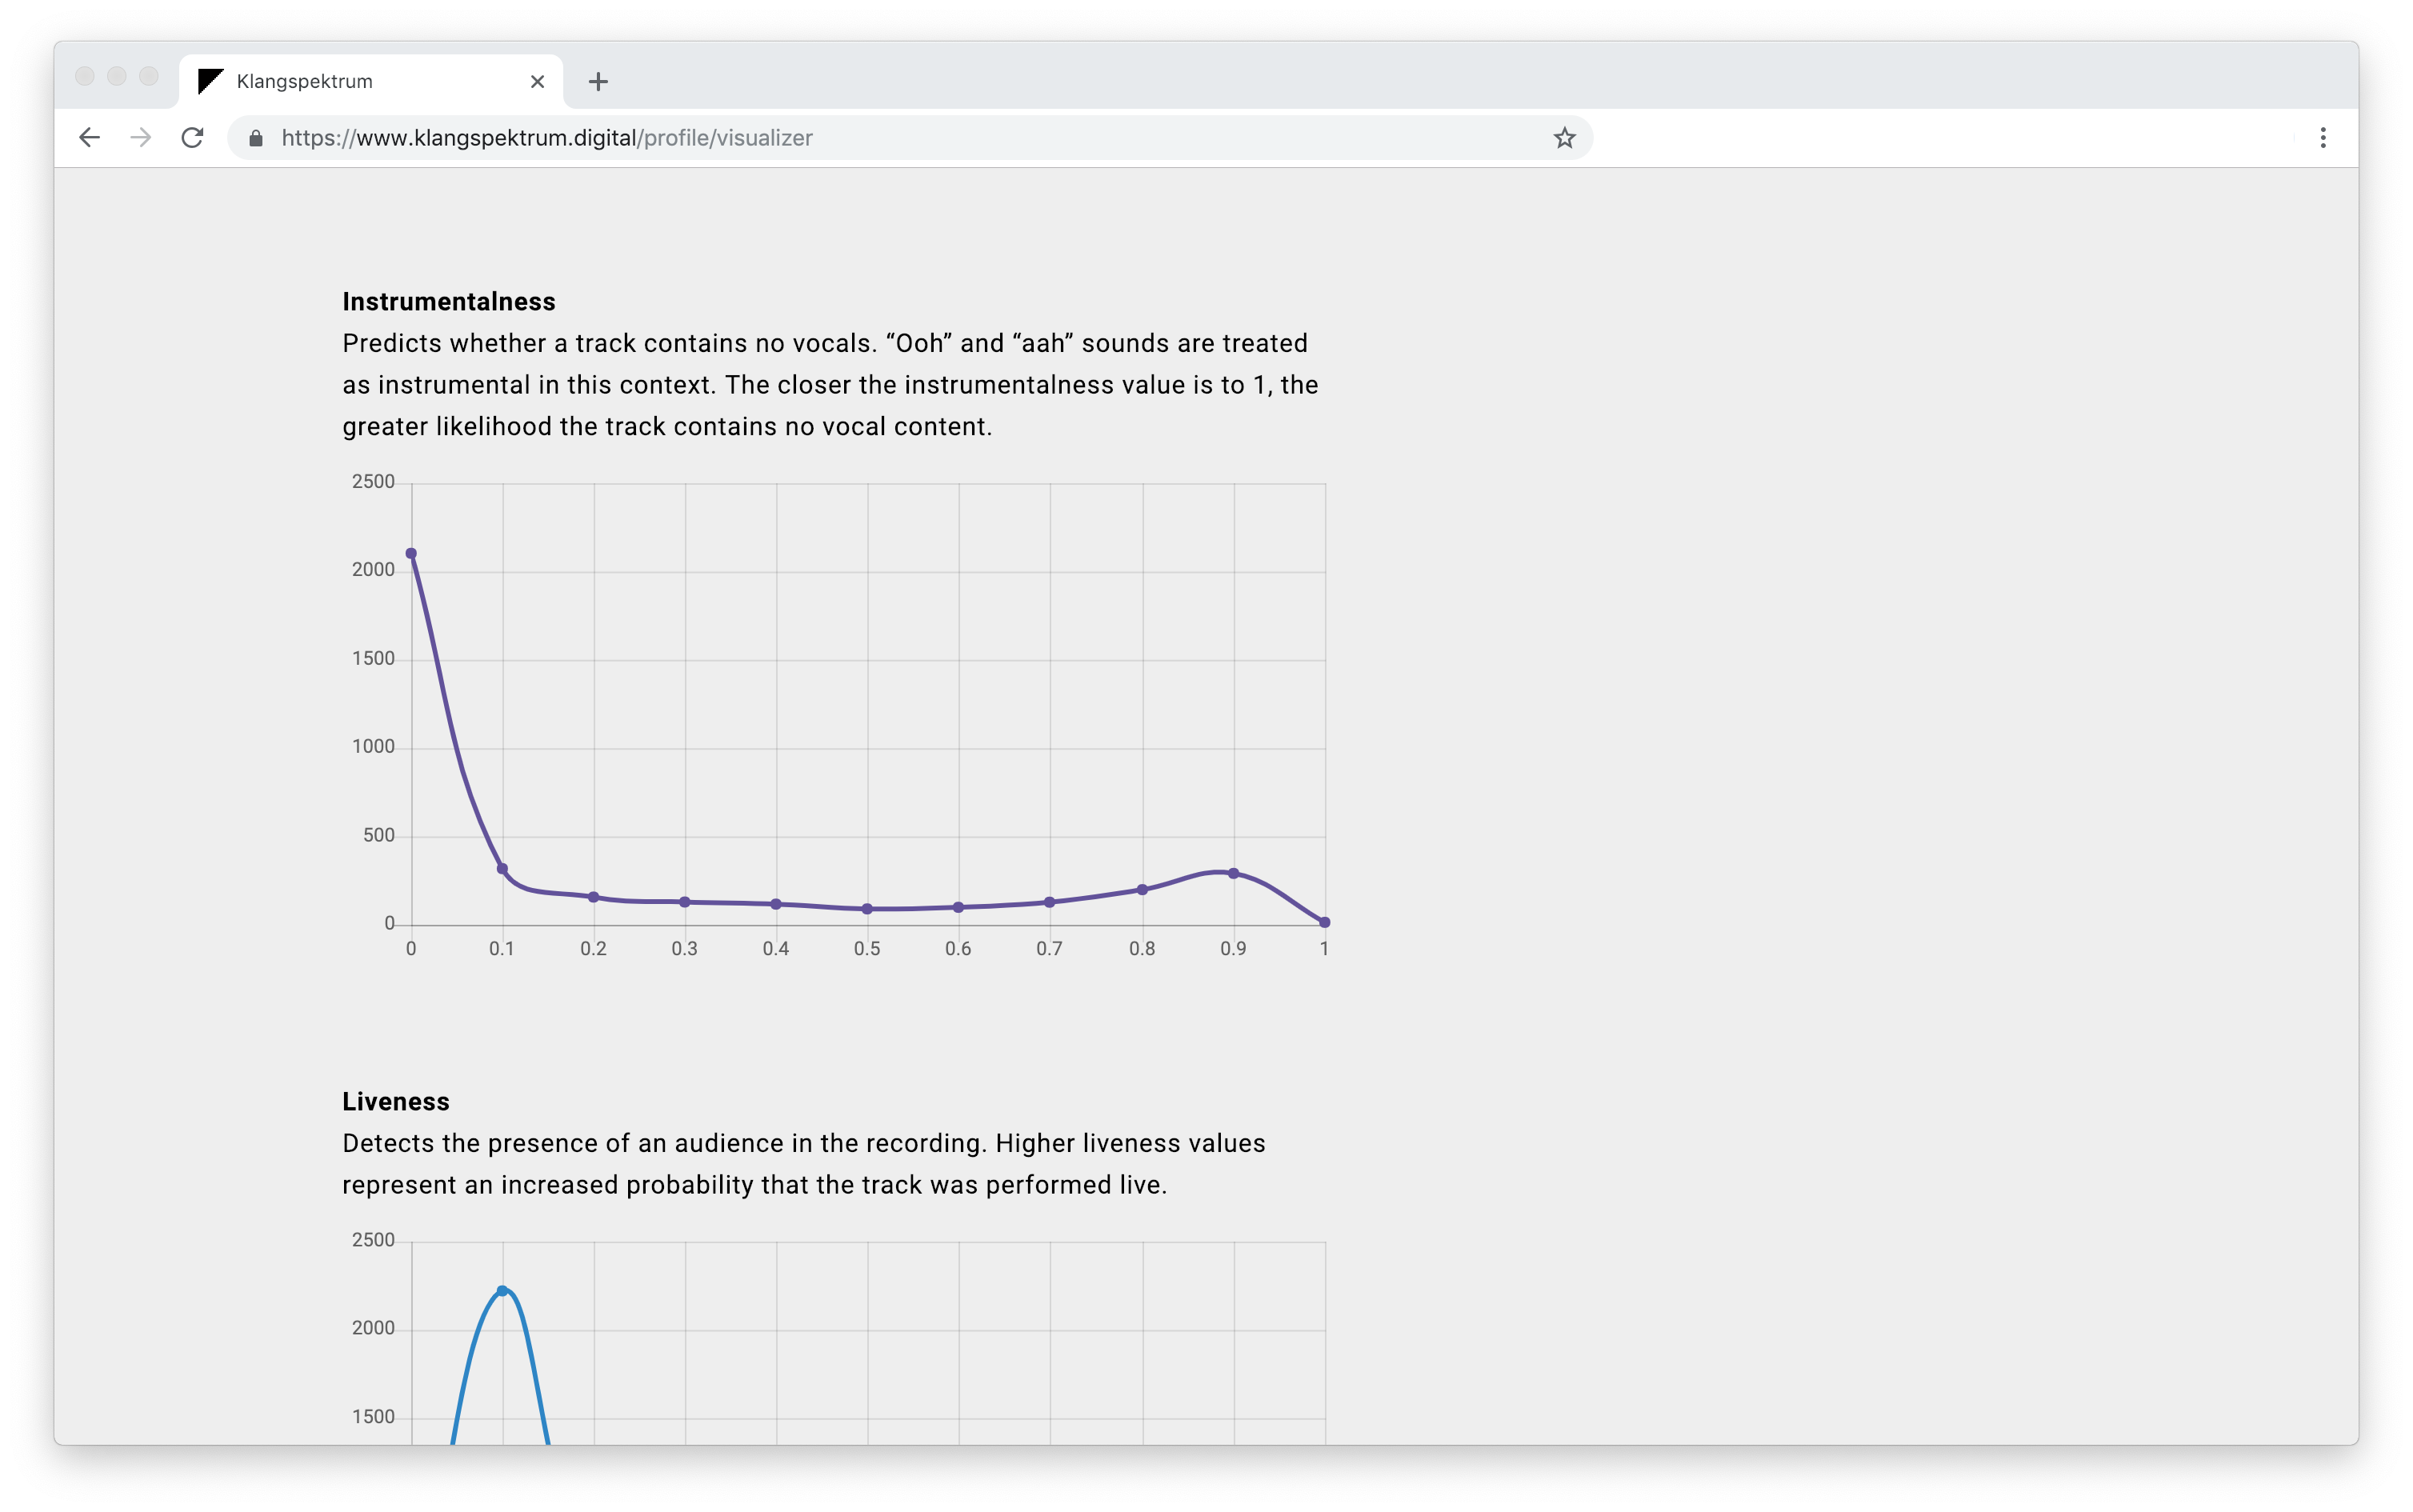 Klangspektrum
https://www.klangspektrum.digital/profile/visualizer
Instrumentalness
Predicts whether a track contains no vocals. “Ooh” and “aah” sounds are treated
as instrumental in this context. The closer the instrumentalness value is to 1, the
greater likelihood the track contains no vocal content.
2500
2000
1500
1000
500
0
0 0.1 0.2 0.3 0.4 0.5 0.6 0.7 0.8 0.9 1
Liveness
Detects the presence of an audience in the recording. Higher liveness values
represent an increased probability that the track was performed live.
2500
2000
1500